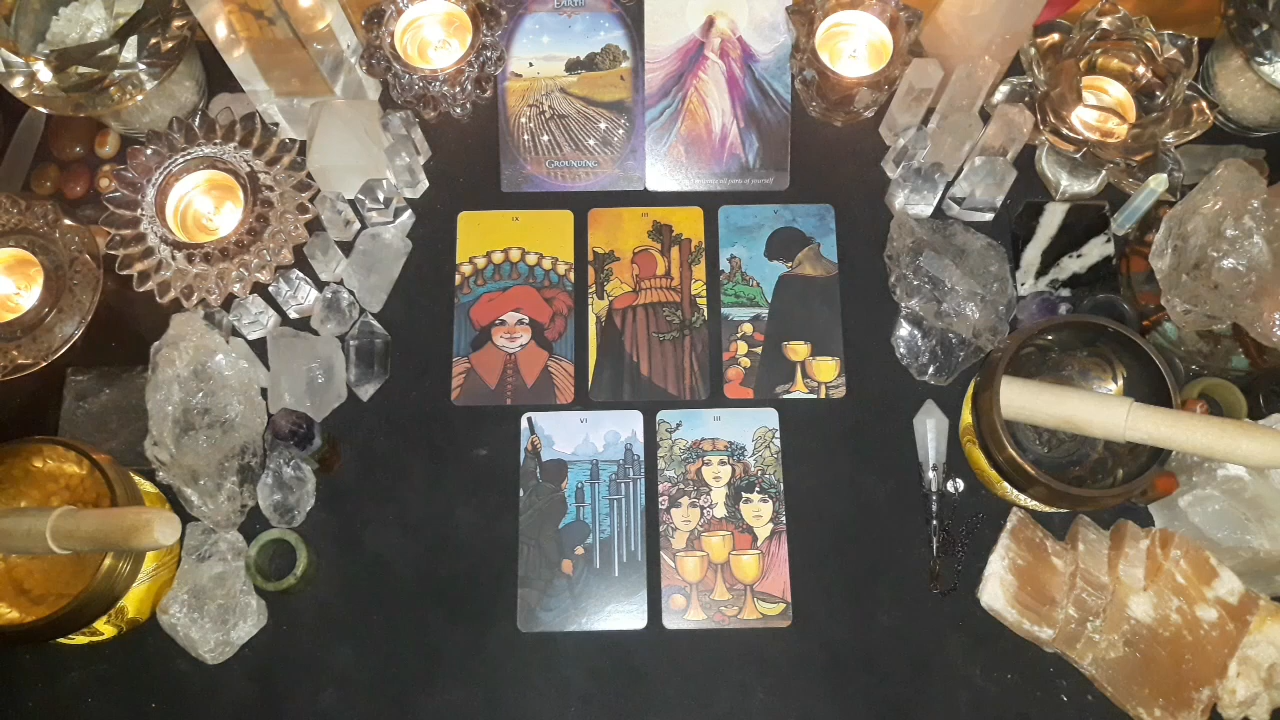 EARTH
GROUNDING
all parts of yourself
IX
III
V
VI
III